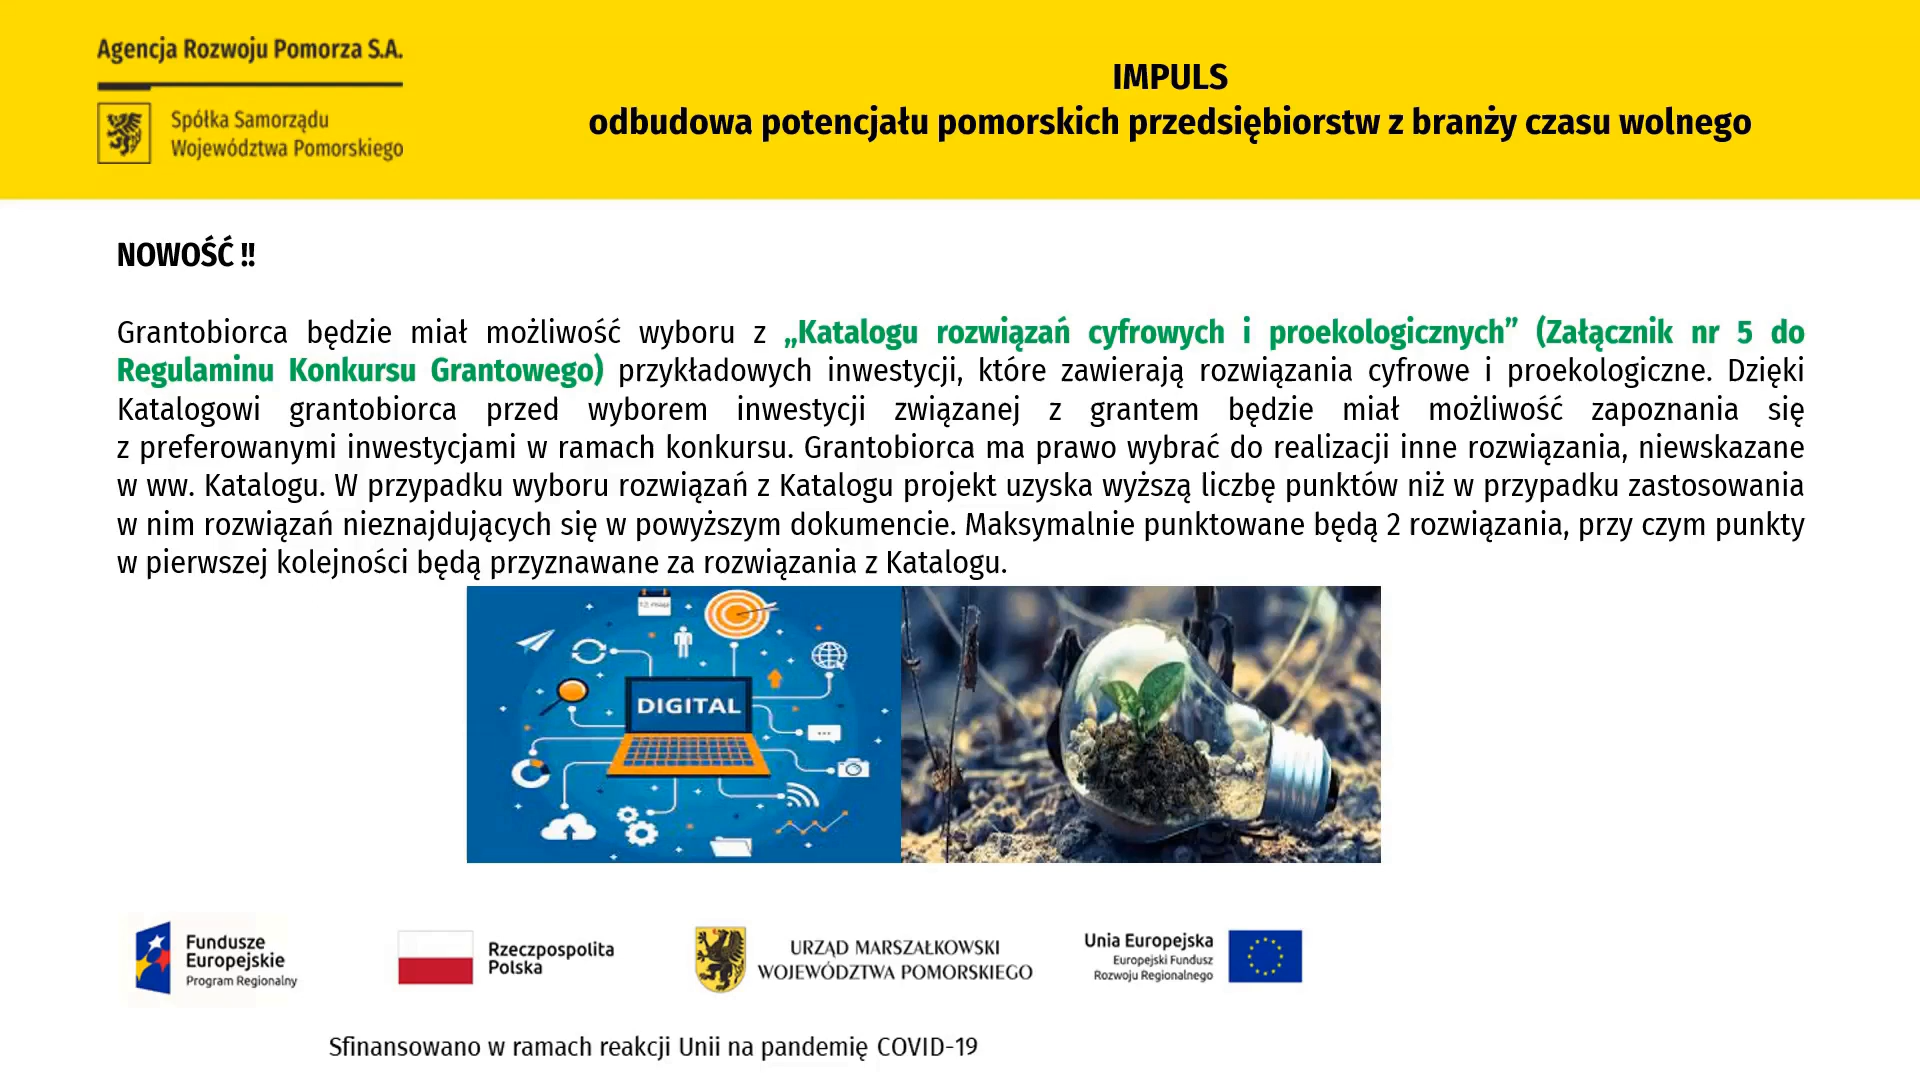 Agencja Rozwoju Pomorza S.A.
Spółka Samorządu
Województwa Pomorskiego
IMPULS
odbudowa potencjału pomorskich przedsiębiorstw z branży czasu wolnego
NOWOŚĆ !!
Grantobiorca będzie miał możliwość wyboru z „Katalogu rozwiązań cyfrowych i proekologicznych” (Załącznik nr 5 do
Regulaminu Konkursu Grantowego) przykładowych inwestycji, które zawierają rozwiązania cyfrowe i proekologiczne. Dzięki
Katalogowi grantobiorca przed wyborem inwestycji związanej z grantem będzie miał możliwość zapoznania się
z preferowanymi inwestycjami w ramach konkursu. Grantobiorca ma prawo wybrać do realizacji inne rozwiązania, niewskazane
w ww. Katalogu. W przypadku wyboru rozwiązań z Katalogu projekt uzyska wyższą liczbę punktów niż w przypadku zastosowania
w nim rozwiązań nieznajdujących się w powyższym dokumencie. Maksymalnie punktowane będą 2 rozwiązania, przy czym punkty
w pierwszej kolejności będą przyznawane za rozwiązania z Katalogu.
DIGITAL
Fundusze
Europejskie
Program Regionalny
Rzeczpospolita
Polska
URZĄD MARSZAŁKOWSKI
WOJEWÓDZTWA POMORSKIEGO
Unia Europejska
Europejski Fundusz
Rozwoju Regionalnego
Sfinansowano w ramach reakcji Unii na pandemię COVID-19